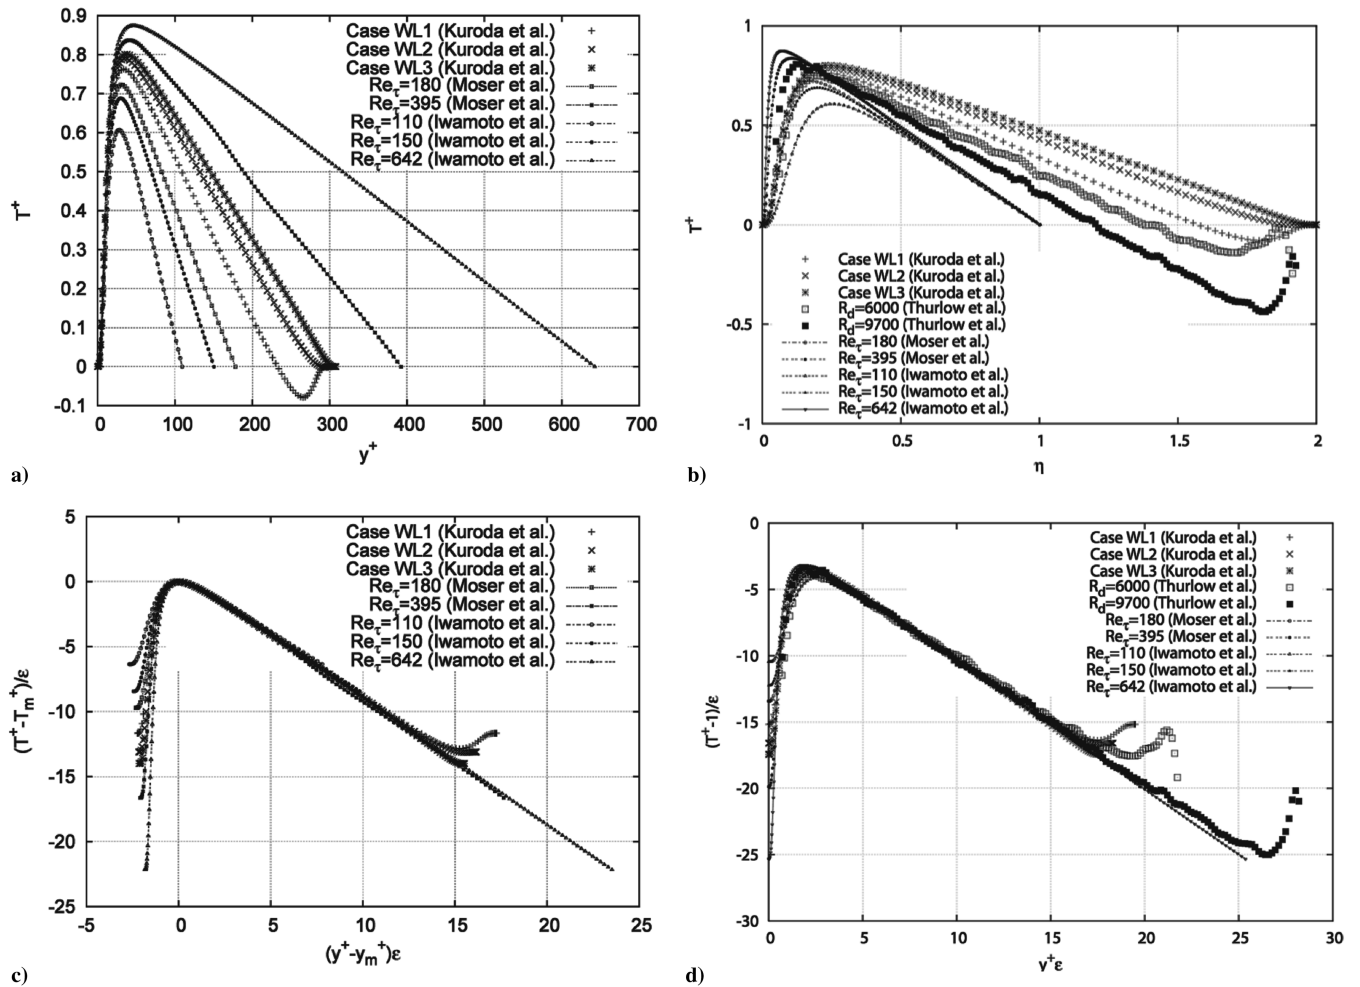 0.9
0.8
0.7
0.6
0.5
0.4
0.3
0.2
0.1
0
-0.1
T+
0 100 200 300 400 500 600 700
y+
Case WL1 (Kuroda et al.)
Case WL2 (Kuroda et al.)
Case WL3 (Kuroda et al.)
Reτ=180 (Moser et al.)
Reτ=395 (Moser et al.)
Reτ=110 (Iwamoto et al.)
Reτ=150 (Iwamoto et al.)
Reτ=642 (Iwamoto et al.)
a)
1
0.5
0
-0.5
-1
T+
0 0.5 1 1.5 2
η
Case WL1 (Kuroda et al.)
Case WL2 (Kuroda et al.)
Case WL3 (Kuroda et al.)
Rd=6000 (Thurlow et al.)
Rd=9700 (Thurlow et al.)
Reτ=180 (Moser et al.)
Reτ=395 (Moser et al.)
Reτ=110 (Iwamoto et al.)
Reτ=150 (Iwamoto et al.)
Reτ=642 (Iwamoto et al.)
b)
5
0
-5
-10
-15
-20
-25
(T+-Tm+)/ε
-5 0 5 10 15 20 25
(y+-ym+)ε
Case WL1 (Kuroda et al.)
Case WL2 (Kuroda et al.)
Case WL3 (Kuroda et al.)
Reτ=180 (Moser et al.)
Reτ=395 (Moser et al.)
Reτ=110 (Iwamoto et al.)
Reτ=150 (Iwamoto et al.)
Reτ=642 (Iwamoto et al.)
c)
0
-5
-10
-15
-20
-25
-30
(T+-1)/ε
0 5 10 15 20 25 30
y+ε
Case WL1 (Kuroda et al.)
Case WL2 (Kuroda et al.)
Case WL3 (Kuroda et al.)
Rd=6000 (Thurlow et al.)
Rd=9700 (Thurlow et al.)
Reτ=180 (Moser et al.)
Reτ=395 (Moser et al.)
Reτ=110 (Iwamoto et al.)
Reτ=150 (Iwamoto et al.)
Reτ=642 (Iwamoto et al.)
d)